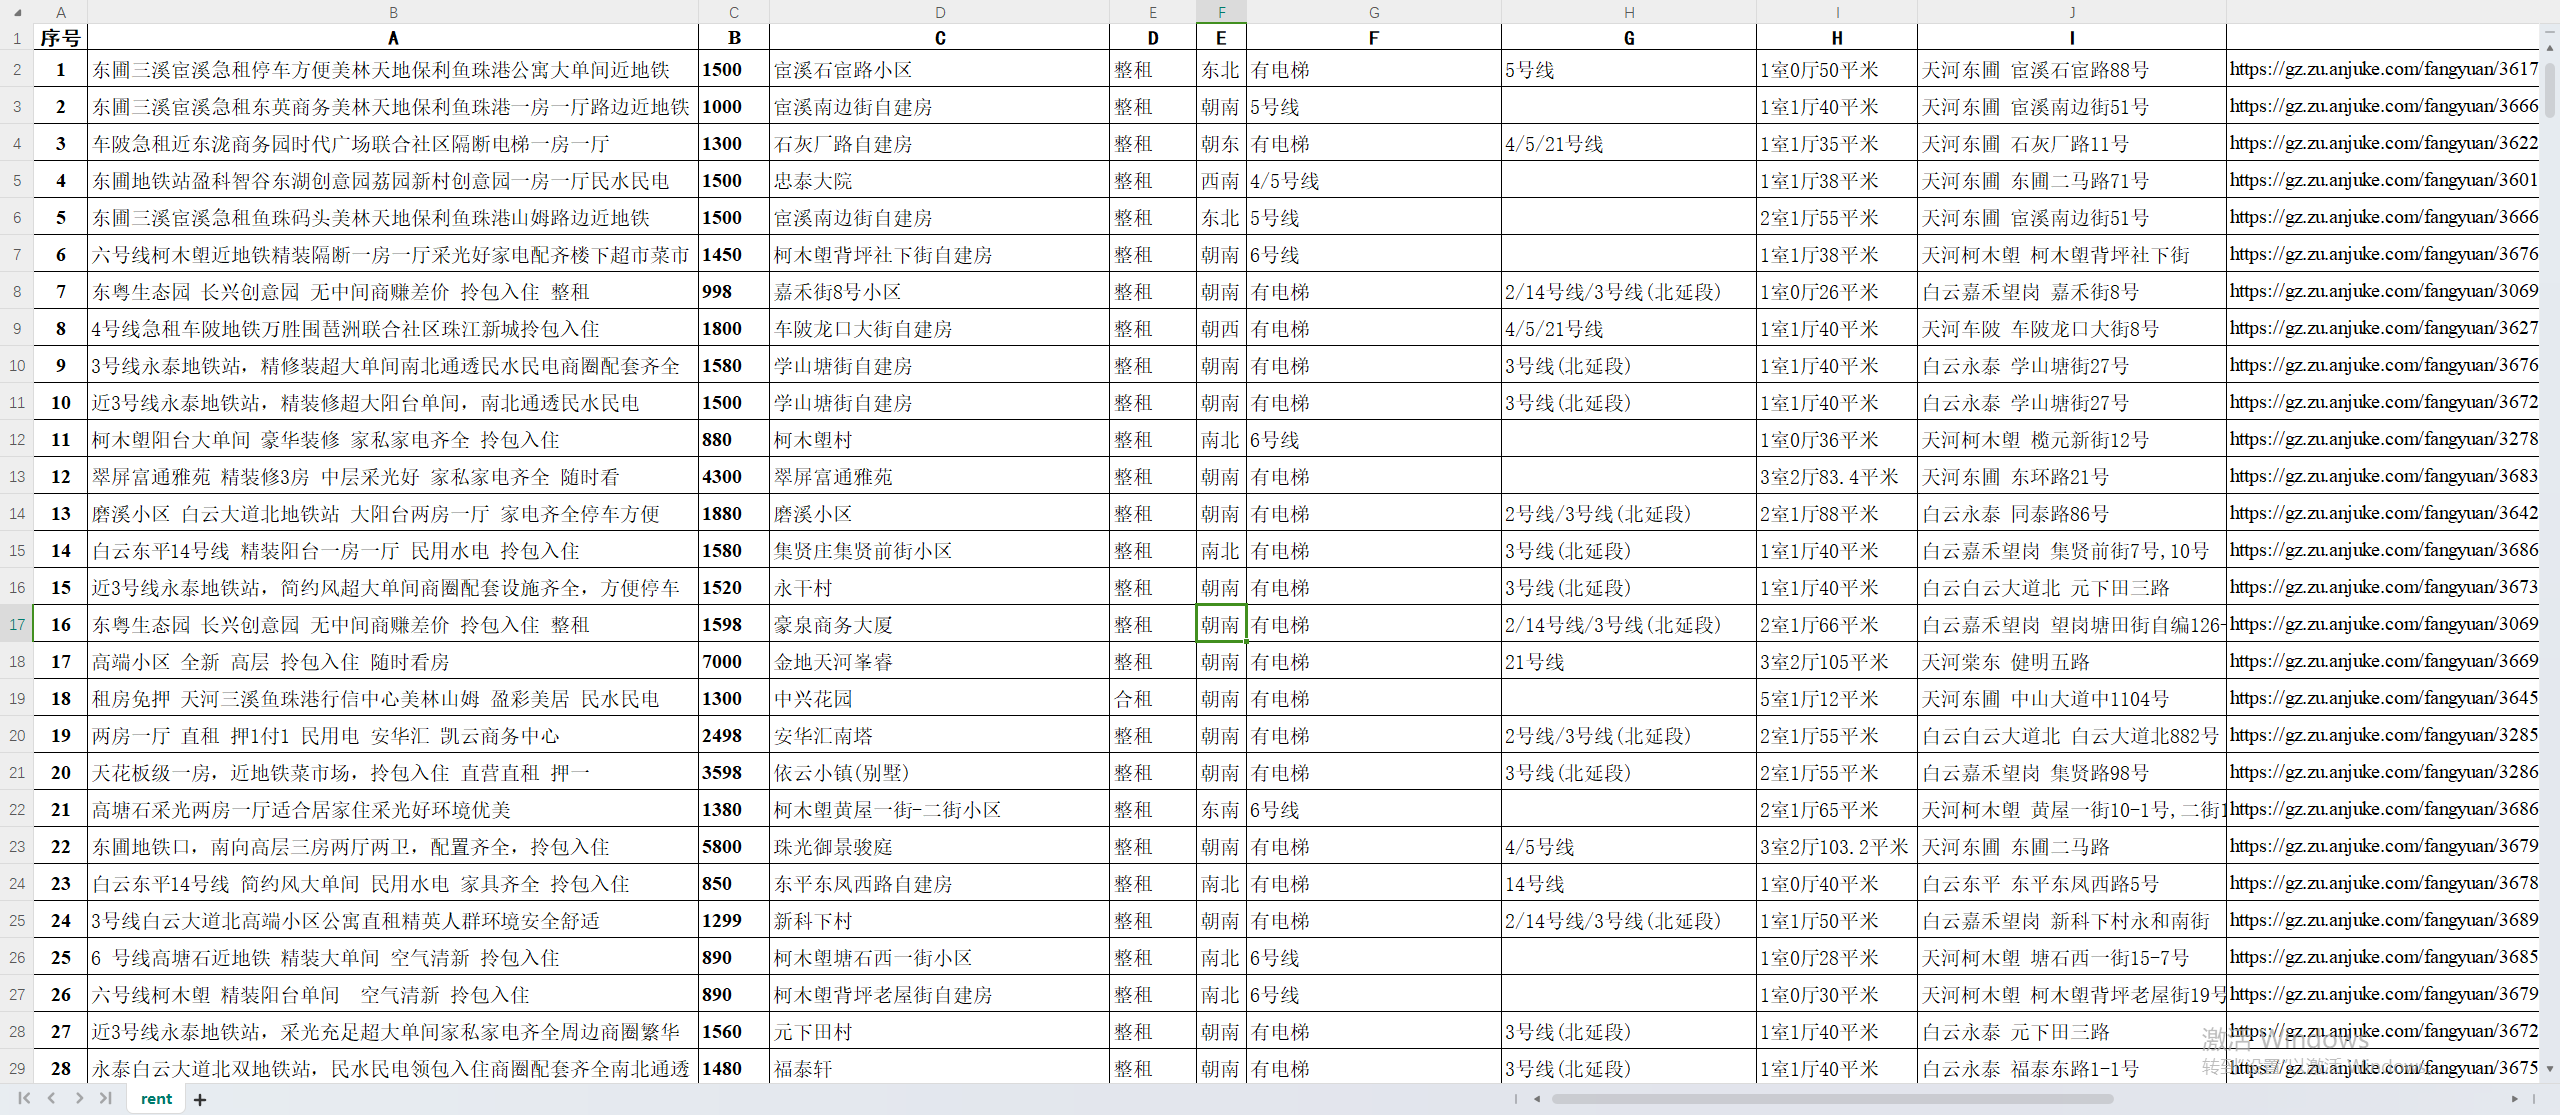 A B C D E F G H I J
1 序号 A B C D E F G H I
2 1 东圃三溪宦溪急租停车方便美林天地保利鱼珠港公寓大单间近地铁 1500 宦溪石宦路小区 整租 东北 有电梯 5号线 1室0厅50平米 天河东圃 宦溪石宦路88号 https://gz.zu.anjuke.com/fangyuan/3617
3 2 东圃三溪宦溪急租东英商务美林天地保利鱼珠港一房一厅路边近地铁 1000 宦溪南边街自建房 整租 朝南 5号线 1室1厅40平米 天河东圃 宦溪南边街51号 https://gz.zu.anjuke.com/fangyuan/3666
4 3 车陂急租近东泷商务园时代广场联合社区隔断电梯一房一厅 1300 石灰厂路自建房 整租 朝东 有电梯 4/5/21号线 1室1厅35平米 天河东圃 石灰厂路11号 https://gz.zu.anjuke.com/fangyuan/3622
5 4 东圃地铁站盈科智谷东湖创意园荔园新村创意园一房一厅民水民电 1500 忠泰大院 整租 西南 4/5号线 1室1厅38平米 天河东圃 东圃二马路71号 https://gz.zu.anjuke.com/fangyuan/3601
6 5 东圃三溪宦溪急租鱼珠码头美林天地保利鱼珠港山姆路边近地铁 1500 宦溪南边街自建房 整租 东北 5号线 2室1厅55平米 天河东圃 宦溪南边街51号 https://gz.zu.anjuke.com/fangyuan/3666
7 6 六号线柯木塱近地铁精装隔断一房一厅采光好家电配齐楼下超市菜市 1450 柯木塱背坪社下街自建房 整租 朝南 6号线 1室1厅38平米 天河柯木塱 柯木塱背坪社下街 https://gz.zu.anjuke.com/fangyuan/3676
8 7 东粤生态园 长兴创意园 无中间商赚差价 拎包入住 整租 998 嘉禾街8号小区 整租 朝南 有电梯 2/14号线/3号线(北延段) 1室0厅26平米 白云嘉禾望岗 嘉禾街8号 https://gz.zu.anjuke.com/fangyuan/3069
9 8 4号线急租车陂地铁万胜围琶洲联合社区珠江新城拎包入住 1800 车陂龙口大街自建房 整租 朝西 有电梯 4/5/21号线 1室1厅40平米 天河车陂 车陂龙口大街8号 https://gz.zu.anjuke.com/fangyuan/3627
10 9 3号线永泰地铁站，精修装超大单间南北通透民水民电商圈配套齐全 1580 学山塘街自建房 整租 朝南 有电梯 3号线(北延段) 1室1厅40平米 白云永泰 学山塘街27号 https://gz.zu.anjuke.com/fangyuan/3676
11 10 近3号线永泰地铁站，精装修超大阳台单间，南北通透民水民电 1500 学山塘街自建房 整租 朝南 有电梯 3号线(北延段) 1室1厅40平米 白云永泰 学山塘街27号 https://gz.zu.anjuke.com/fangyuan/3672
12 11 柯木塱阳台大单间 豪华装修 家私家电齐全 拎包入住 880 柯木塱村 整租 南北 6号线 1室0厅36平米 天河柯木塱 榄元新街12号 https://gz.zu.anjuke.com/fangyuan/3278
13 12 翠屏富通雅苑 精装修3房 中层采光好 家私家电齐全 随时看 4300 翠屏富通雅苑 整租 朝南 有电梯 3室2厅83.4平米 天河东圃 东环路21号 https://gz.zu.anjuke.com/fangyuan/3683
14 13 磨溪小区 白云大道北地铁站 大阳台两房一厅 家电齐全停车方便 1880 磨溪小区 整租 朝南 有电梯 2号线/3号线(北延段) 2室1厅88平米 白云永泰 同泰路86号 https://gz.zu.anjuke.com/fangyuan/3642
15 14 白云东平14号线 精装阳台一房一厅 民用水电 拎包入住 1580 集贤庄集贤前街小区 整租 南北 有电梯 3号线(北延段) 1室1厅40平米 白云嘉禾望岗 集贤前街7号,10号 https://gz.zu.anjuke.com/fangyuan/3686
16 15 近3号线永泰地铁站，简约风超大单间商圈配套设施齐全，方便停车 1520 永干村 整租 朝南 有电梯 3号线(北延段) 1室1厅40平米 白云白云大道北 元下田三路 https://gz.zu.anjuke.com/fangyuan/3673
17 16 东粤生态园 长兴创意园 无中间商赚差价 拎包入住 整租 1598 豪泉商务大厦 整租 朝南 有电梯 2/14号线/3号线(北延段) 2室1厅66平米 白云嘉禾望岗 望岗塘田街自编126- https://gz.zu.anjuke.com/fangyuan/3069
18 17 高端小区 全新 高层 拎包入住 随时看房 7000 金地天河峯睿 整租 朝南 有电梯 21号线 3室2厅105平米 天河棠东 健明五路 https://gz.zu.anjuke.com/fangyuan/3669
19 18 租房免押 天河三溪鱼珠港行信中心美林山姆 盈彩美居 民水民电 1300 中兴花园 合租 朝南 有电梯 5室1厅12平米 天河东圃 中山大道中1104号 https://gz.zu.anjuke.com/fangyuan/3645
20 19 两房一厅 直租 押1付1 民用电 安华汇 凯云商务中心 2498 安华汇南塔 整租 朝南 有电梯 2号线/3号线(北延段) 2室1厅55平米 白云白云大道北 白云大道北882号 https://gz.zu.anjuke.com/fangyuan/3285
21 20 天花板级一房，近地铁菜市场，拎包入住 直营直租 押一 3598 依云小镇(别墅) 整租 朝南 有电梯 3号线(北延段) 2室1厅55平米 白云嘉禾望岗 集贤路98号 https://gz.zu.anjuke.com/fangyuan/3286
22 21 高塘石采光两房一厅适合居家住采光好环境优美 1380 柯木塱黄屋一街-二街小区 整租 东南 6号线 2室1厅65平米 天河柯木塱 黄屋一街10-1号,二街1 https://gz.zu.anjuke.com/fangyuan/3686
23 22 东圃地铁口，南向高层三房两厅两卫，配置齐全，拎包入住 5800 珠光御景骏庭 整租 朝南 有电梯 4/5号线 3室2厅103.2平米 天河东圃 东圃二马路 https://gz.zu.anjuke.com/fangyuan/3679
24 23 白云东平14号线 简约风大单间 民用水电 家具齐全 拎包入住 850 东平东凤西路自建房 整租 南北 有电梯 14号线 1室0厅40平米 白云东平 东平东凤西路5号 https://gz.zu.anjuke.com/fangyuan/3678
25 24 3号线白云大道北高端小区公寓直租精英人群环境安全舒适 1299 新科下村 整租 朝南 有电梯 2/14号线/3号线(北延段) 1室1厅50平米 白云嘉禾望岗 新科下村永和南街 https://gz.zu.anjuke.com/fangyuan/3689
26 25 6 号线高塘石近地铁 精装大单间 空气清新 拎包入住 890 柯木塱塘石西一街小区 整租 南北 6号线 1室0厅28平米 天河柯木塱 塘石西一街15-7号 https://gz.zu.anjuke.com/fangyuan/3685
27 26 六号线柯木塱 精装阳台单间 空气清新 拎包入住 890 柯木塱背坪老屋街自建房 整租 南北 6号线 1室0厅30平米 天河柯木塱 柯木塱背坪老屋街19号 https://gz.zu.anjuke.com/fangyuan/3679
28 27 近3号线永泰地铁站，采光充足超大单间家私家电齐全周边商圈繁华 1560 元下田村 整租 朝南 有电梯 3号线(北延段) 1室1厅40平米 白云永泰 元下田三路 https://gz.zu.anjuke.com/fangyuan/3672
29 28 永泰白云大道北双地铁站，民水民电领包入住商圈配套齐全南北通透 1480 福泰轩 整租 朝南 有电梯 3号线(北延段) 1室1厅40平米 白云永泰 福泰东路1-1号 https://gz.zu.anjuke.com/fangyuan/3675
激活 Windows
转到"设置"以激活 Windows。
rent